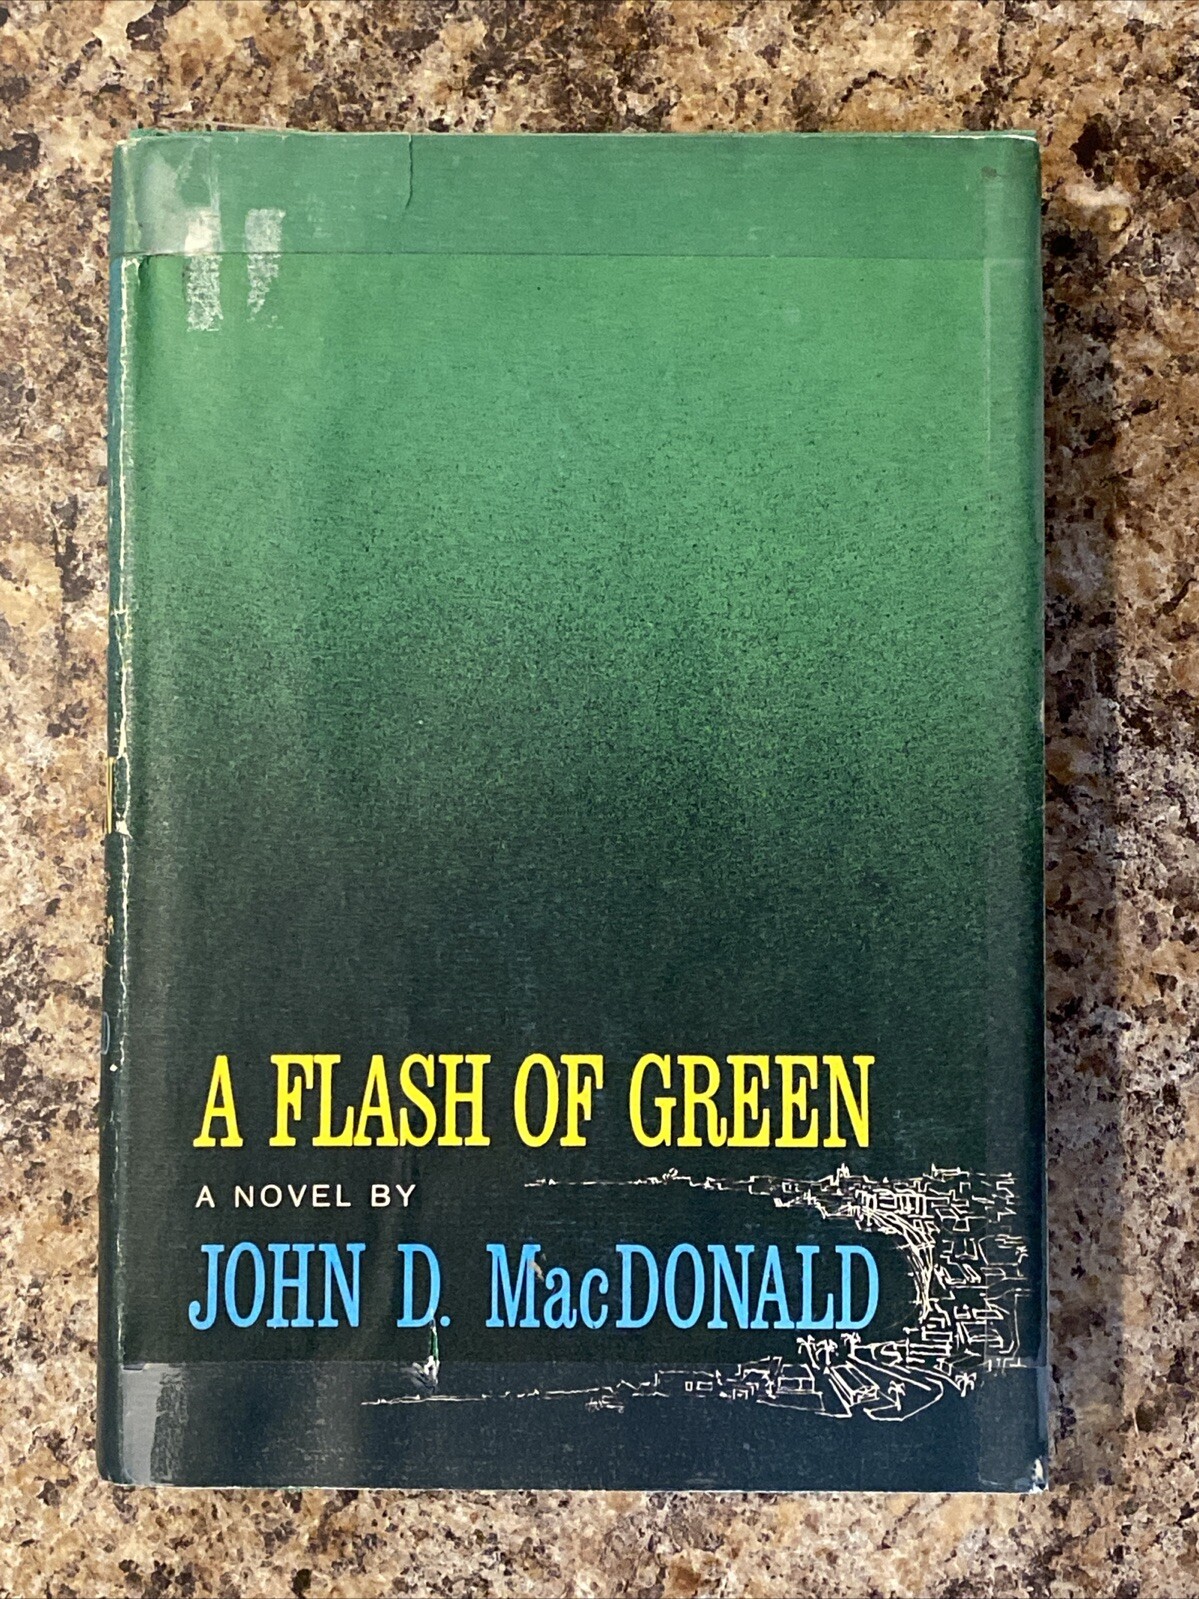 A FLASH OF GREEN
A NOVEL BY
JOHN D. MacDONALD